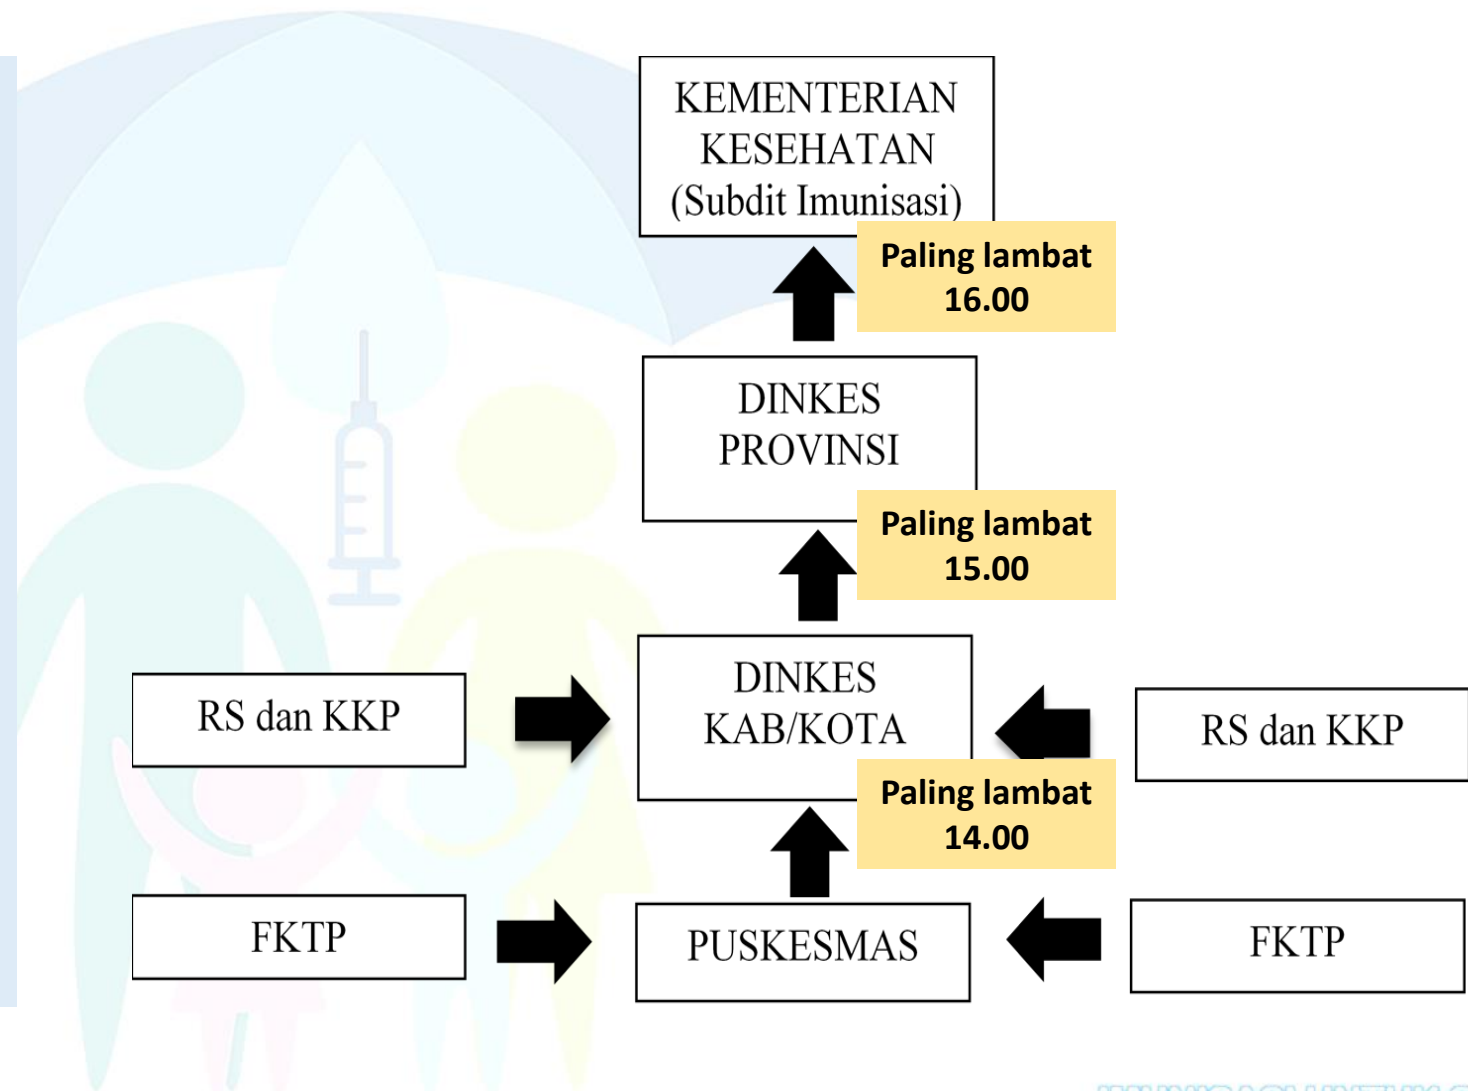 KEMENTERIAN
KESEHATAN
(Subdit Imunisasi)
Paling lambat
16.00
DINKES
PROVINSI
Paling lambat
15.00
RS dan KKP
DINKES
KAB/KOTA
RS dan KKP
Paling lambat
14.00
FKTP
PUSKESMAS
FKTP